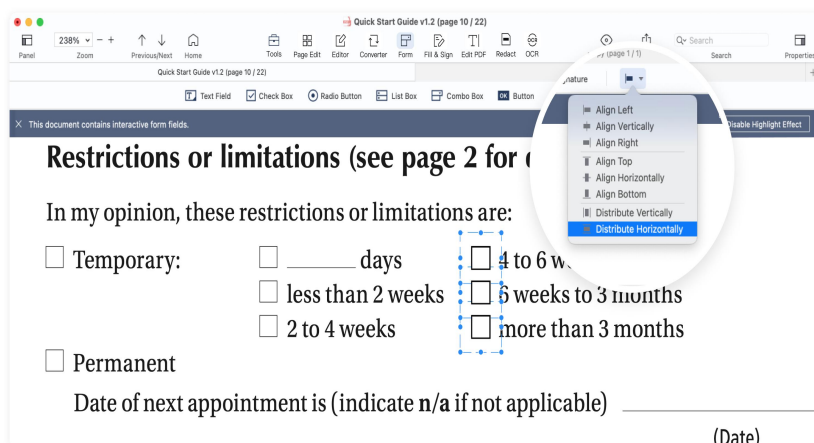 Quick Start Guide v1.2 (page 10 / 22)
238%
Panel Zoom Previous/Next Home Tools Page Edit Editor Converter Form Fill & Sign Edit PDF Redact OCR Search Properties
OCR
Search
Quick Start Guide v1.2 (page 10 / 22)
(page 1 / 1)
Text Field Check Box Radio Button List Box Combo Box OK Button
This document contains interactive form fields.
Disable Highlight Effect
Align Left
Align Vertically
Align Right
Align Top
Align Horizontally
Align Bottom
Distribute Vertically
Distribute Horizontally
Restrictions or limitations (see page 2 for
In my opinion, these restrictions or limitations are:
Temporary: days 4 to 6
less than 2 weeks 6 weeks to 3 months
2 to 4 weeks more than 3 months
Permanent
Date of next appointment is (indicate n/a if not applicable)
(Date)